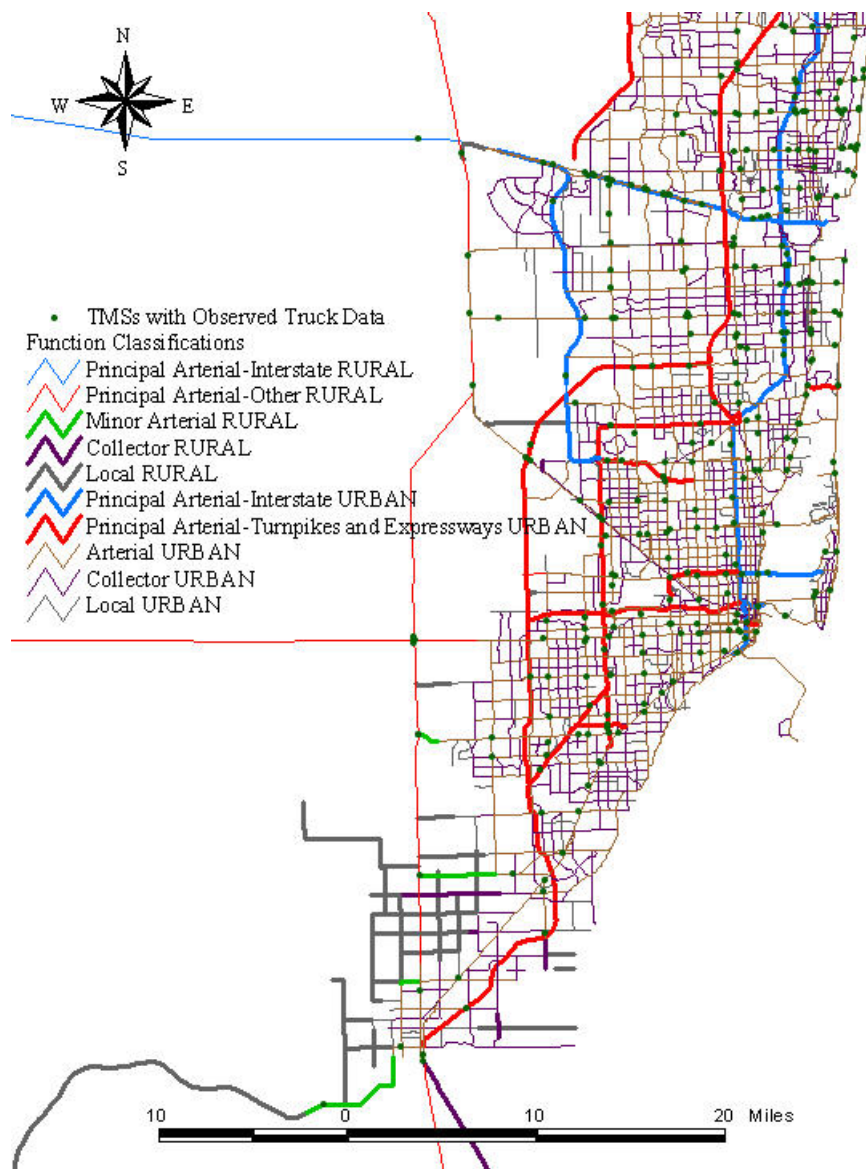 N
W E
S
TMSs with Observed Truck Data
Function Classifications
Principal Arterial-Interstate RURAL
Principal Arterial-Other RURAL
Minor Arterial RURAL
Collector RURAL
Local RURAL
Principal Arterial-Interstate URBAN
Principal Arterial-Turnpikes and Expressways URBAN
Arterial URBAN
Collector URBAN
Local URBAN
10 0 10 20 Miles